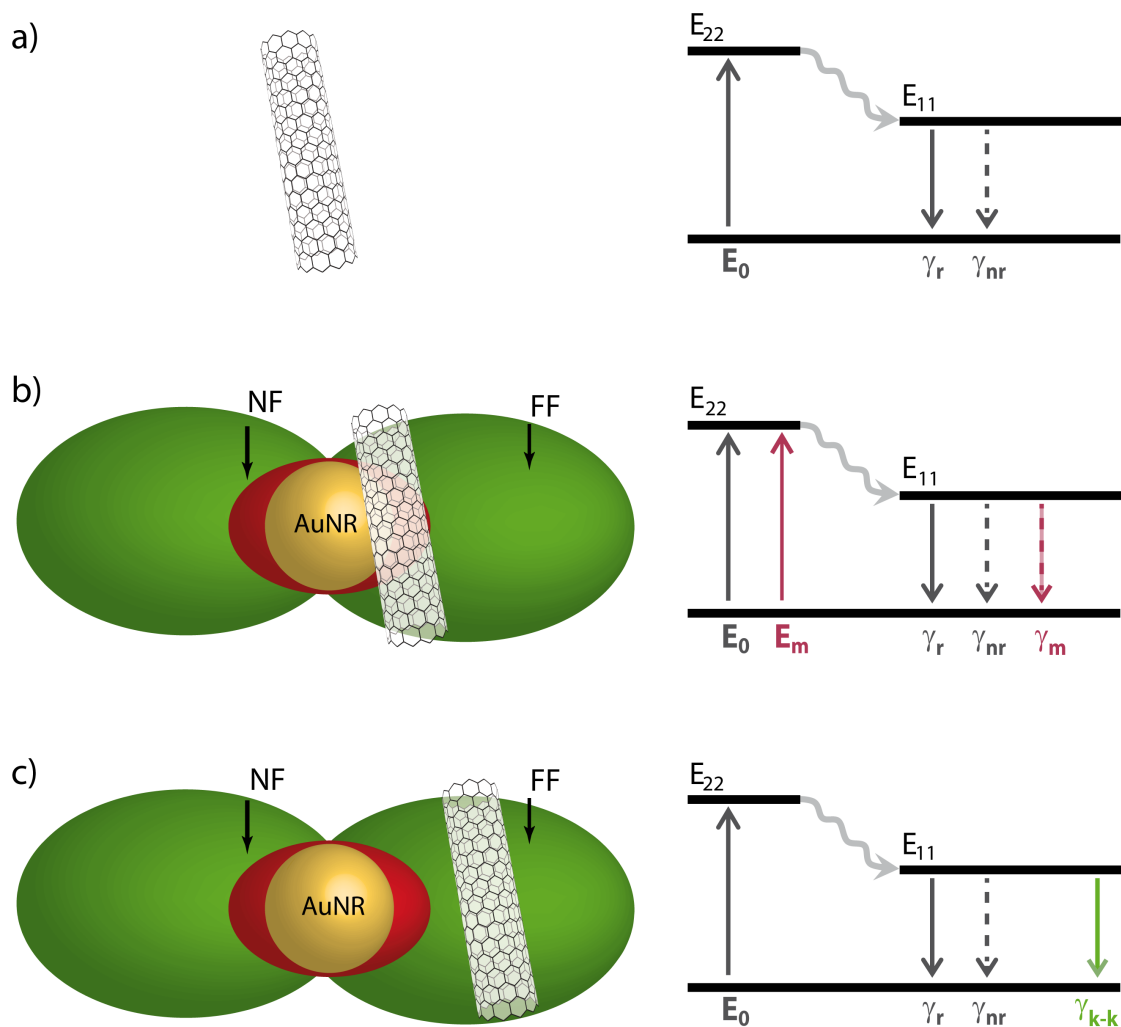 a)
E₂₂
E₁₁
E₀ γᵣ γₙᵣ
b)
NF FF
AuNR
E₂₂
E₁₁
E₀ Eₘ γᵣ γₙᵣ γₘ
c)
NF FF
AuNR
E₂₂
E₁₁
E₀ γᵣ γₙᵣ γₖ₋ₖ